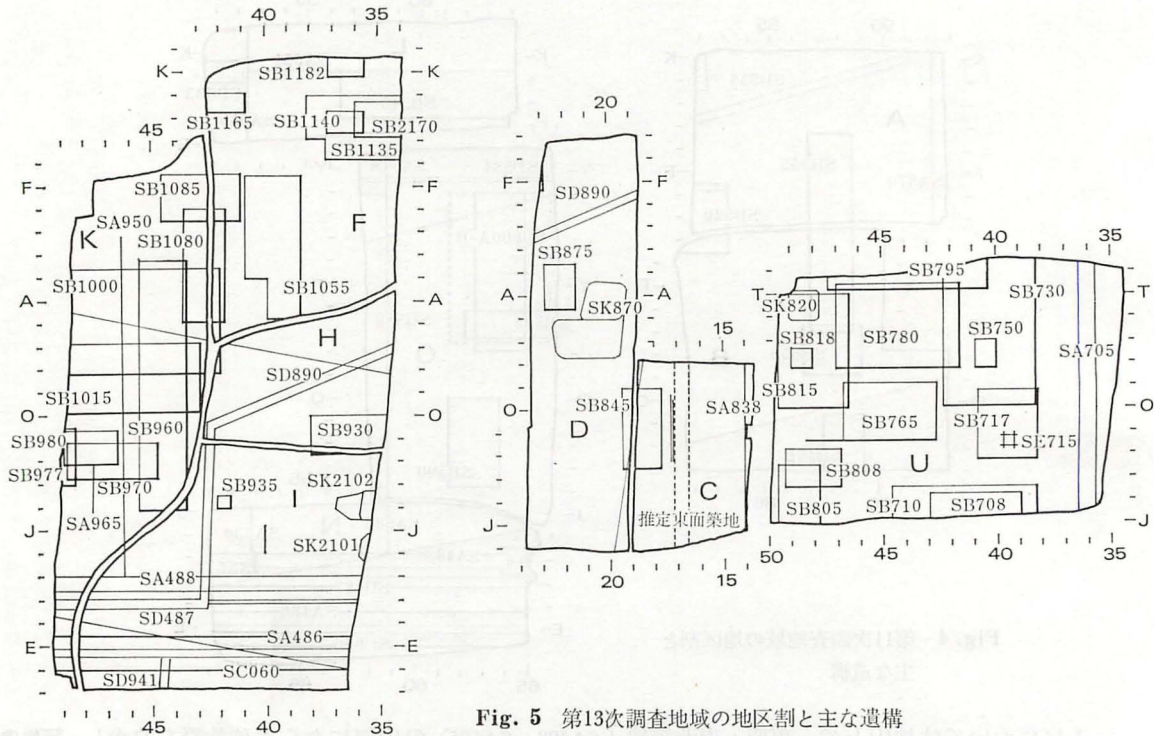 40 35
K K
SB1182
SB1165 SB1140 SB2170
SB1135
45
F F
SB1085
SA950
K SB1080 F
SB1000
SB1055
A A
H
SD890
SB1015
O O
SB980 SB960 SB930
SB977
SB970 SB935 SK2102
I
SA965
J J
SK2101
SA488
SD487
SA486
E E
SC060
SD941
45 40 35
20
F F
SD890
SB875
A A
SK870
15
O
SB845 SA838
D
C
推定東面築地
J
20 15
45 40 35
SB795
T T
SK820 SB730
SB818 SB780 SB750
SA705
SB815
O
SB765 SB717
SE715
U
SB808
SB805 SB710 SB708
J
50 45 40 35
Fig. 5 第13次調査地域の地区割と主な遺構